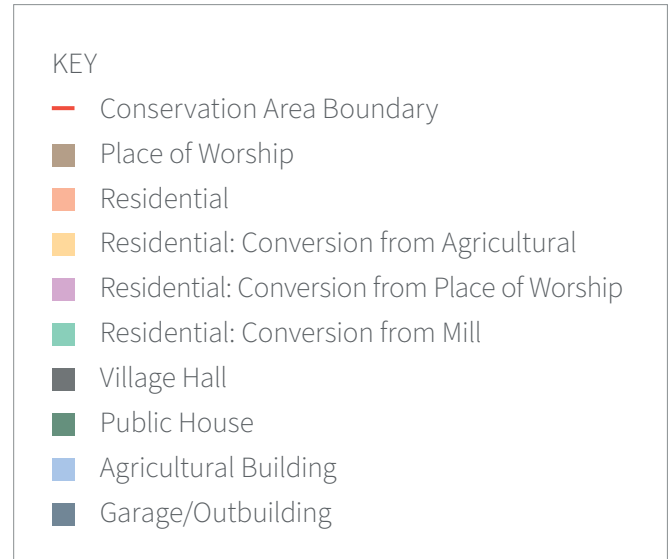 KEY
Conservation Area Boundary
Place of Worship
Residential
Residential: Conversion from Agricultural
Residential: Conversion from Place of Worship
Residential: Conversion from Mill
Village Hall
Public House
Agricultural Building
Garage/Outbuilding